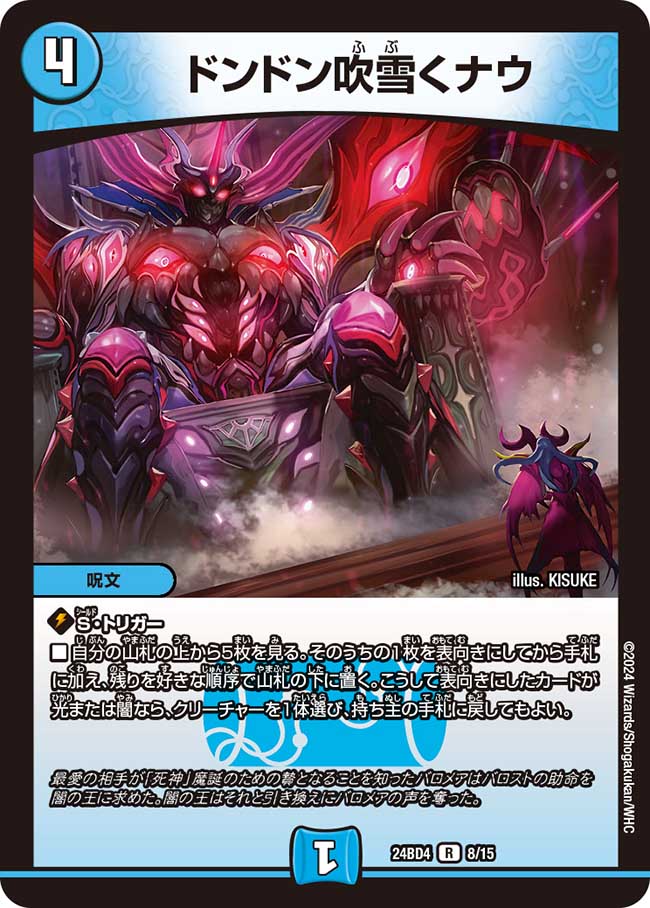 4
ドンドン吹雪くナウ
ふぶ
呪文
illus. KISUKE
S・トリガー
シールド
■自分の山札の上から5枚を見る。そのうちの1枚を表向きにしてから手札
に加え、残りを好きな順序で山札の下に置く。こうして表向きにしたカードが
光または闇なら、クリーチャーを1体選び、持ち主の手札に戻してもよい。
最愛の相手が「死神」魔誕のための贄となることを知ったバロメアはバロストの助命を
闇の王に求めた。闇の王はそれと引き換えにバロメアの声を奪った。
1
24BD4 R 8/15
©2024 Wizards/Shogakukan/WHC